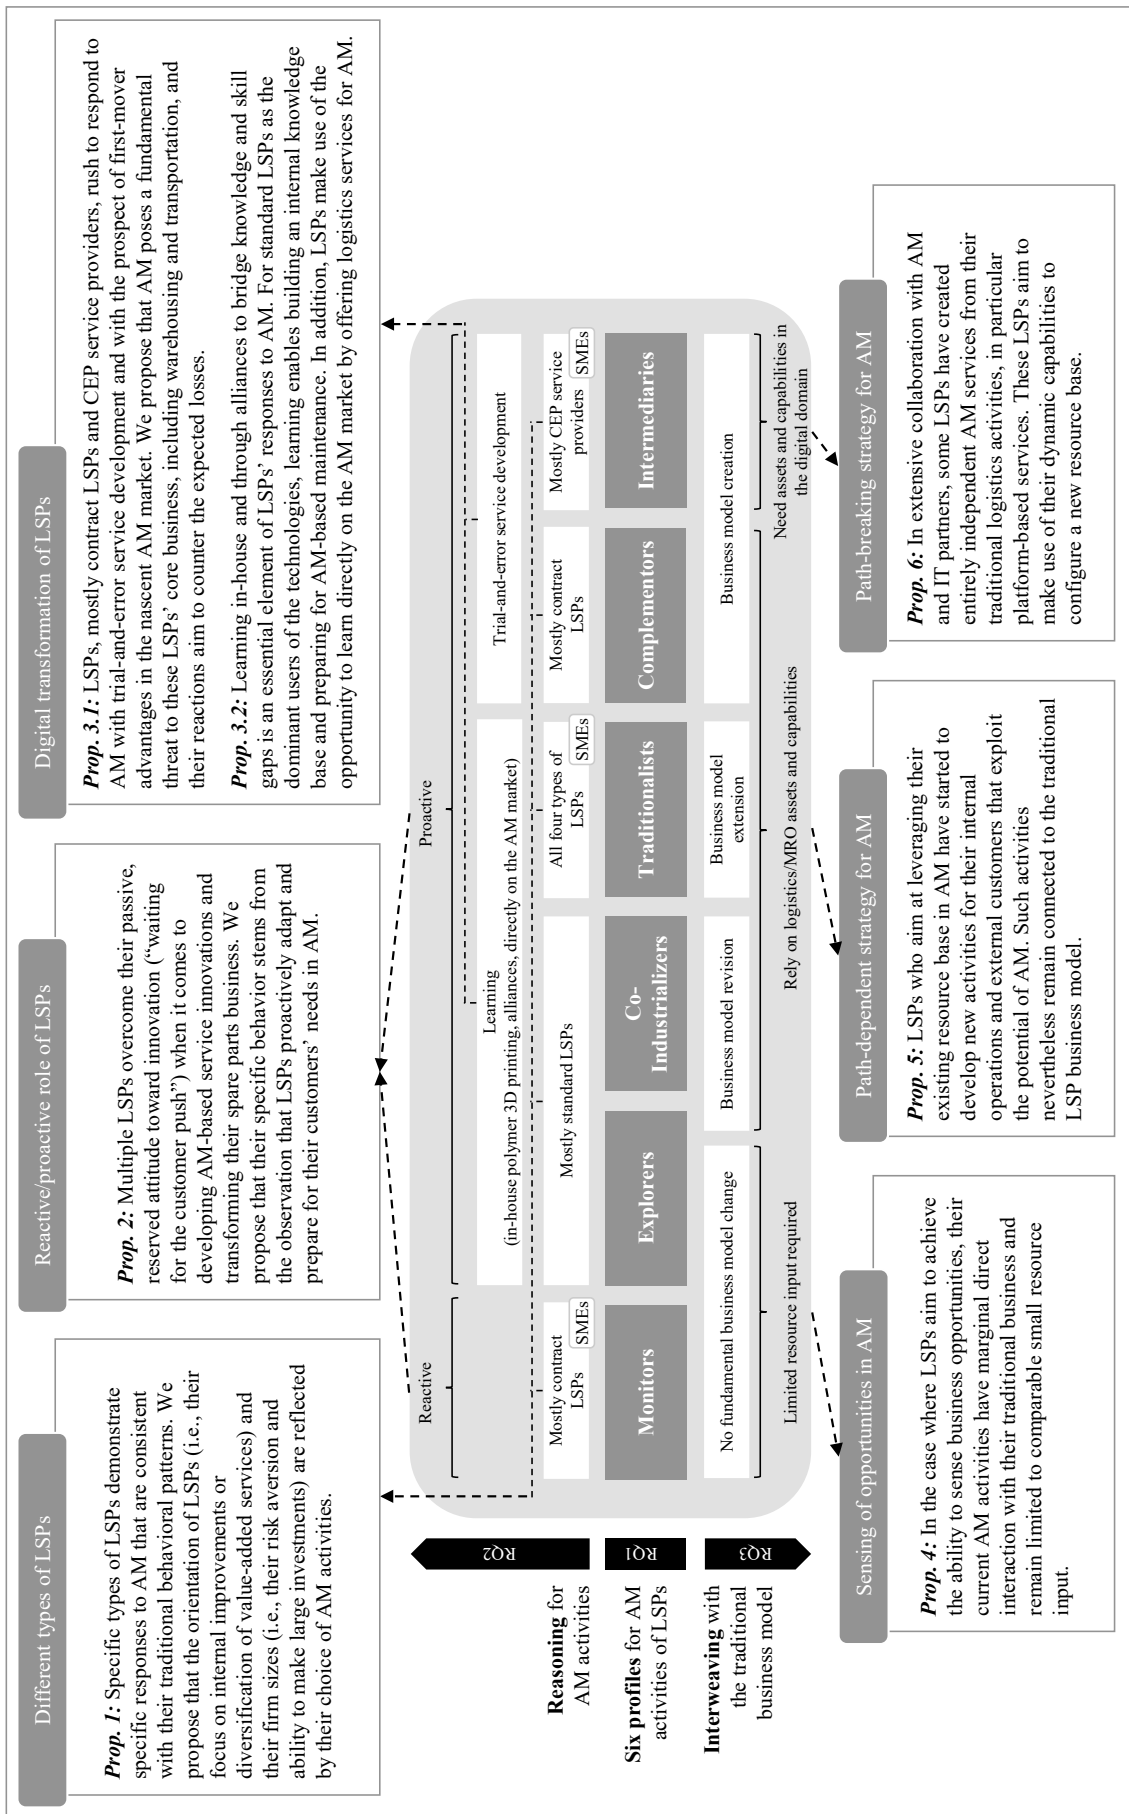 Different types of LSPs
Prop. 1: Specific types of LSPs demonstrate
specific responses to AM that are consistent
with their traditional behavioral patterns. We
propose that the orientation of LSPs (i.e., their
focus on internal improvements or
diversification of value-added services) and
their firm sizes (i.e., their risk aversion and
ability to make large investments) are reflected
by their choice of AM activities.
Reactive/proactive role of LSPs
Prop. 2: Multiple LSPs overcome their passive,
reserved attitude toward innovation (“waiting
for the customer push”) when it comes to
developing AM-based service innovations and
transforming their spare parts business. We
propose that their specific behavior stems from
the observation that LSPs proactively adapt and
prepare for their customers’ needs in AM.
Digital transformation of LSPs
Prop. 3.1: LSPs, mostly contract LSPs and CEP service providers, rush to respond to
AM with trial-and-error service development and with the prospect of first-mover
advantages in the nascent AM market. We propose that AM poses a fundamental
threat to these LSPs’ core business, including warehousing and transportation, and
their reactions aim to counter the expected losses.
Prop. 3.2: Learning in-house and through alliances to bridge knowledge and skill
gaps is an essential element of LSPs’ responses to AM. For standard LSPs as the
dominant users of the technologies, learning enables building an internal knowledge
base and preparing for AM-based maintenance. In addition, LSPs make use of the
opportunity to learn directly on the AM market by offering logistics services for AM.
Reactive
Proactive
RQ2
Learning
(in-house polymer 3D printing, alliances, directly on the AM market)
Trial-and-error service development
Reasoning for
AM activities
Mostly contract
LSPs
SMEs
Mostly standard LSPs
All four types of
LSPs
SMEs
Mostly contract
LSPs
Mostly CEP service
providers
SMEs
Six profiles for AM
activities of LSPs
RQ1
Monitors
Explorers
Co-
Industrializers
Traditionalists
Complementors
Intermediaries
Interweaving with
the traditional
business model
RQ3
No fundamental business model change
Business model revision
Business model
extension
Business model creation
Limited resource input required
Rely on logistics/MRO assets and capabilities
Need assets and capabilities in
the digital domain
Sensing of opportunities in AM
Prop. 4: In the case where LSPs aim to achieve
the ability to sense business opportunities, their
current AM activities have marginal direct
interaction with their traditional business and
remain limited to comparable small resource
input.
Path-dependent strategy for AM
Prop. 5: LSPs who aim at leveraging their
existing resource base in AM have started to
develop new activities for their internal
operations and external customers that exploit
the potential of AM. Such activities
nevertheless remain connected to the traditional
LSP business model.
Path-breaking strategy for AM
Prop. 6: In extensive collaboration with AM
and IT partners, some LSPs have created
entirely independent AM services from their
traditional logistics activities, in particular
platform-based services. These LSPs aim to
make use of their dynamic capabilities to
configure a new resource base.